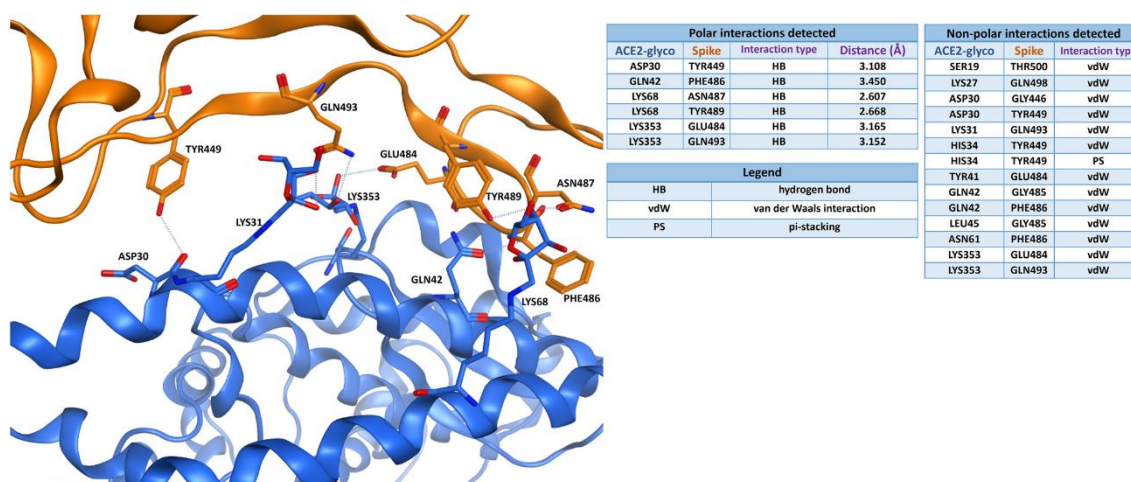 GLN493
TYR449
GLU484
TYR489
ASN487
LYS353
LYS31
ASP30
GLN42
LYS68
PHE486
Polar interactions detected
ACE2-glyco Spike Interaction type Distance (Å)
ASP30 TYR449 HB 3.108
GLN42 PHE486 HB 3.450
LYS68 ASN487 HB 2.607
LYS68 TYR489 HB 2.668
LYS353 GLU484 HB 3.165
LYS353 GLN493 HB 3.152
Legend
HB hydrogen bond
vdW van der Waals interaction
PS pi-stacking
Non-polar interactions detected
ACE2-glyco Spike Interaction type
SER19 THR500 vdW
LYS27 GLN498 vdW
ASP30 GLY446 vdW
ASP30 TYR449 vdW
LYS31 GLN493 vdW
HIS34 TYR449 vdW
HIS34 TYR449 PS
TYR41 GLU484 vdW
GLN42 GLY485 vdW
GLN42 PHE486 vdW
LEU45 GLY485 vdW
ASN61 PHE486 vdW
LYS353 GLU484 vdW
LYS353 GLN493 vdW